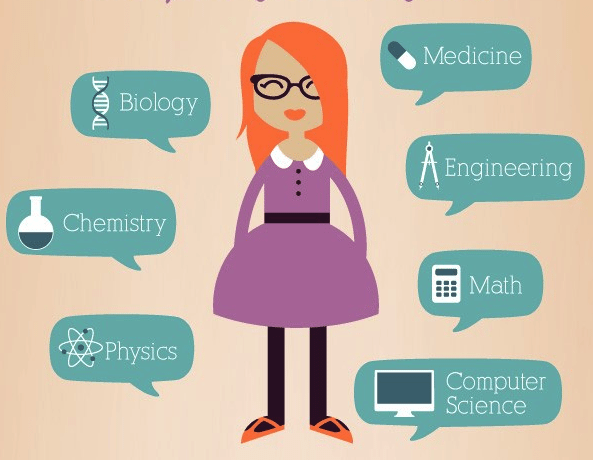 Medicine
Biology
Engineering
Chemistry
Math
Physics
Computer
Science